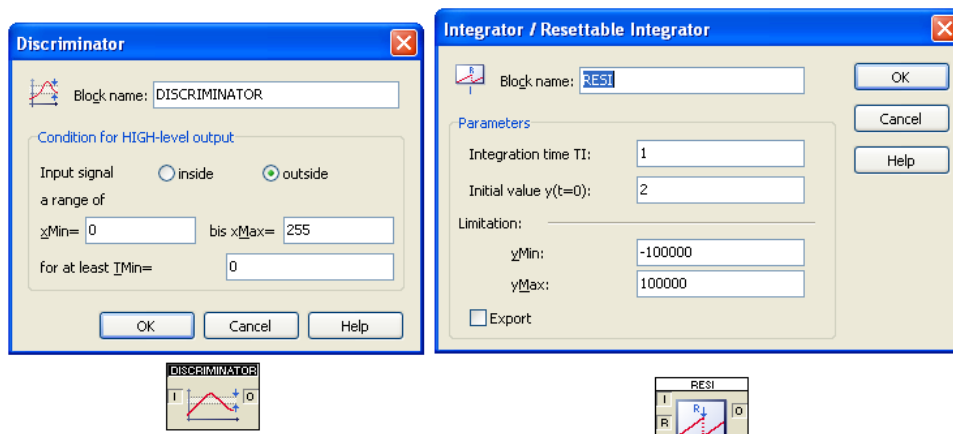 Discriminator
Block name: DISCRIMINATOR
Condition for HIGH-level output
Input signal inside outside
a range of
xMin= 0 bis xMax= 255
for at least TMin= 0
OK Cancel Help
DISCRIMINATOR
I O
Integrator / Resettable Integrator
Block name: RESI
OK
Cancel
Help
Parameters
Integration time TI: 1
Initial value y(t=0): 2
Limitation:
yMin: -100000
yMax: 100000
Export
RESI
I
R
R
O